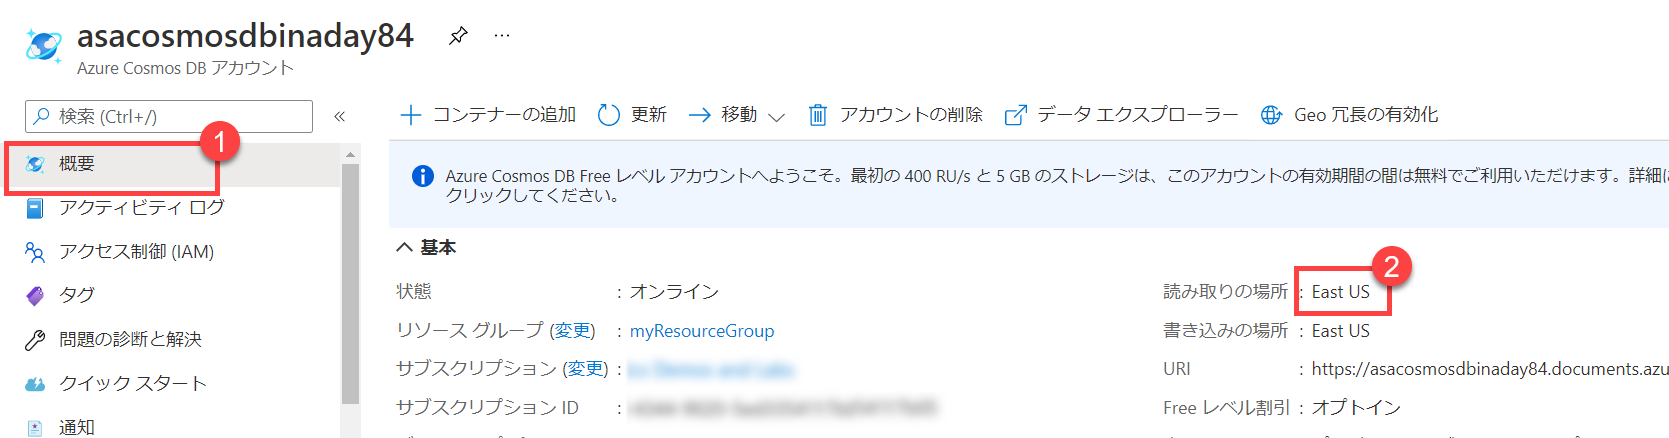 asacosmosdbinaday84
Azure Cosmos DB アカウント
検索 (Ctrl+/)
«
コンテナーの追加
更新
移動
アカウントの削除
データ エクスプローラー
Geo 冗長の有効化
1
概要
アクティビティ ログ
アクセス制御 (IAM)
タグ
問題の診断と解決
クイック スタート
通知
Azure Cosmos DB Free レベル アカウントへようこそ。最初の 400 RU/s と 5 GB のストレージは、このアカウントの有効期間の間は無料でご利用いただけます。詳細に
クリックしてください。
基本
状態 : オンライン
リソース グループ (変更) : myResourceGroup
サブスクリプション (変更) :
サブスクリプション ID :
2
読み取りの場所 : East US
書き込みの場所 : East US
URI : https://asacosmosdbinaday84.documents.azu
Free レベル割引 : オプトイン